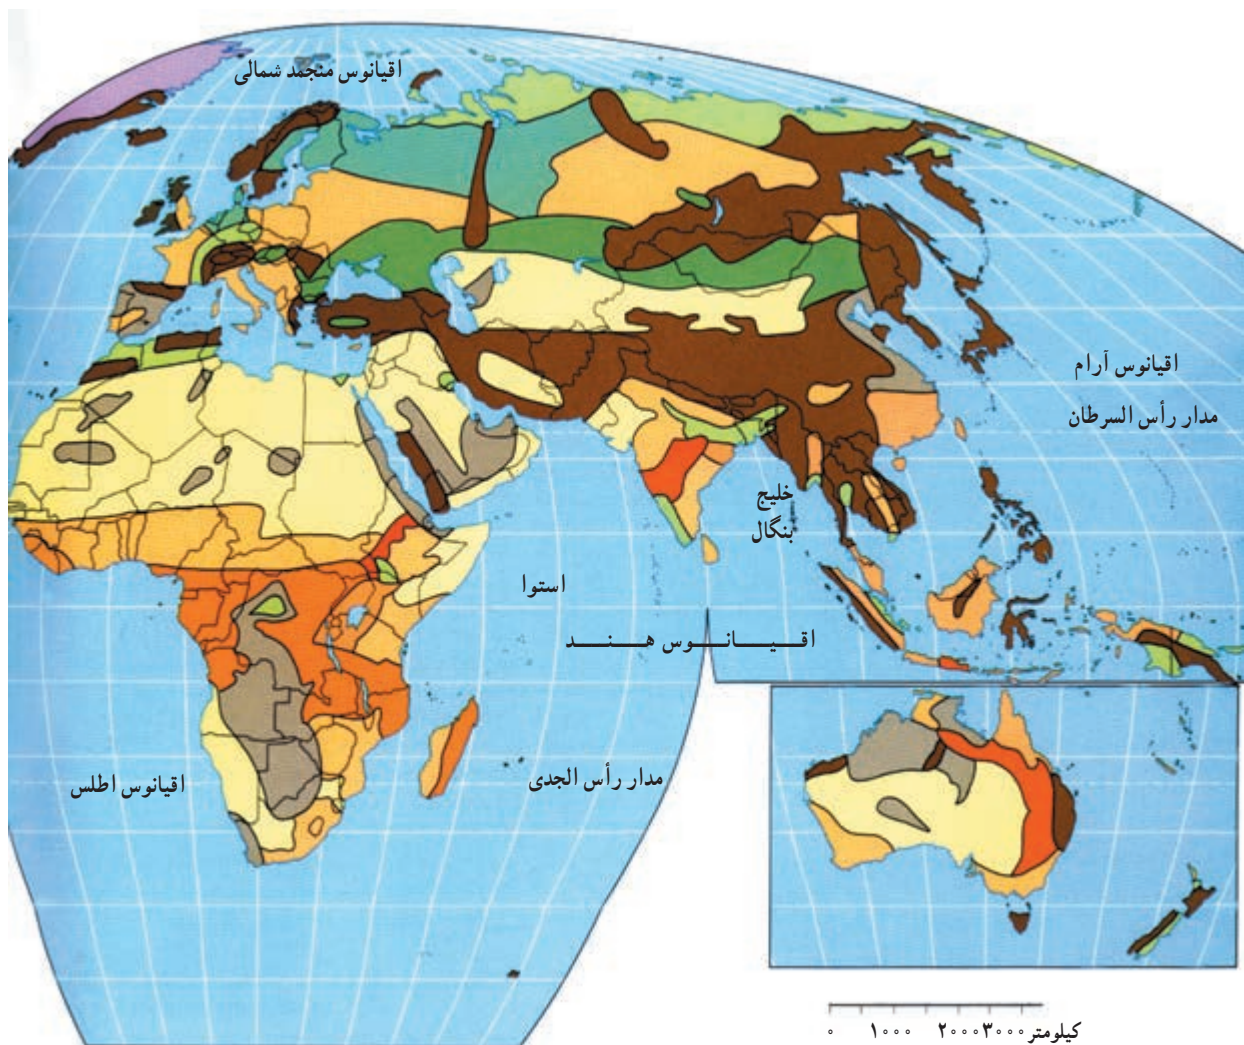 اقیانوس منجمد شمالی
اقیانوس آرام
مدار رأس السرطان
خلیج
بنگال
استوا
اقـیـــانـــوس هـــنـــد
مدار رأس الجدی
اقیانوس اطلس
۰ ۱۰۰۰ ۲۰۰۰ ۳۰۰۰ کیلومتر